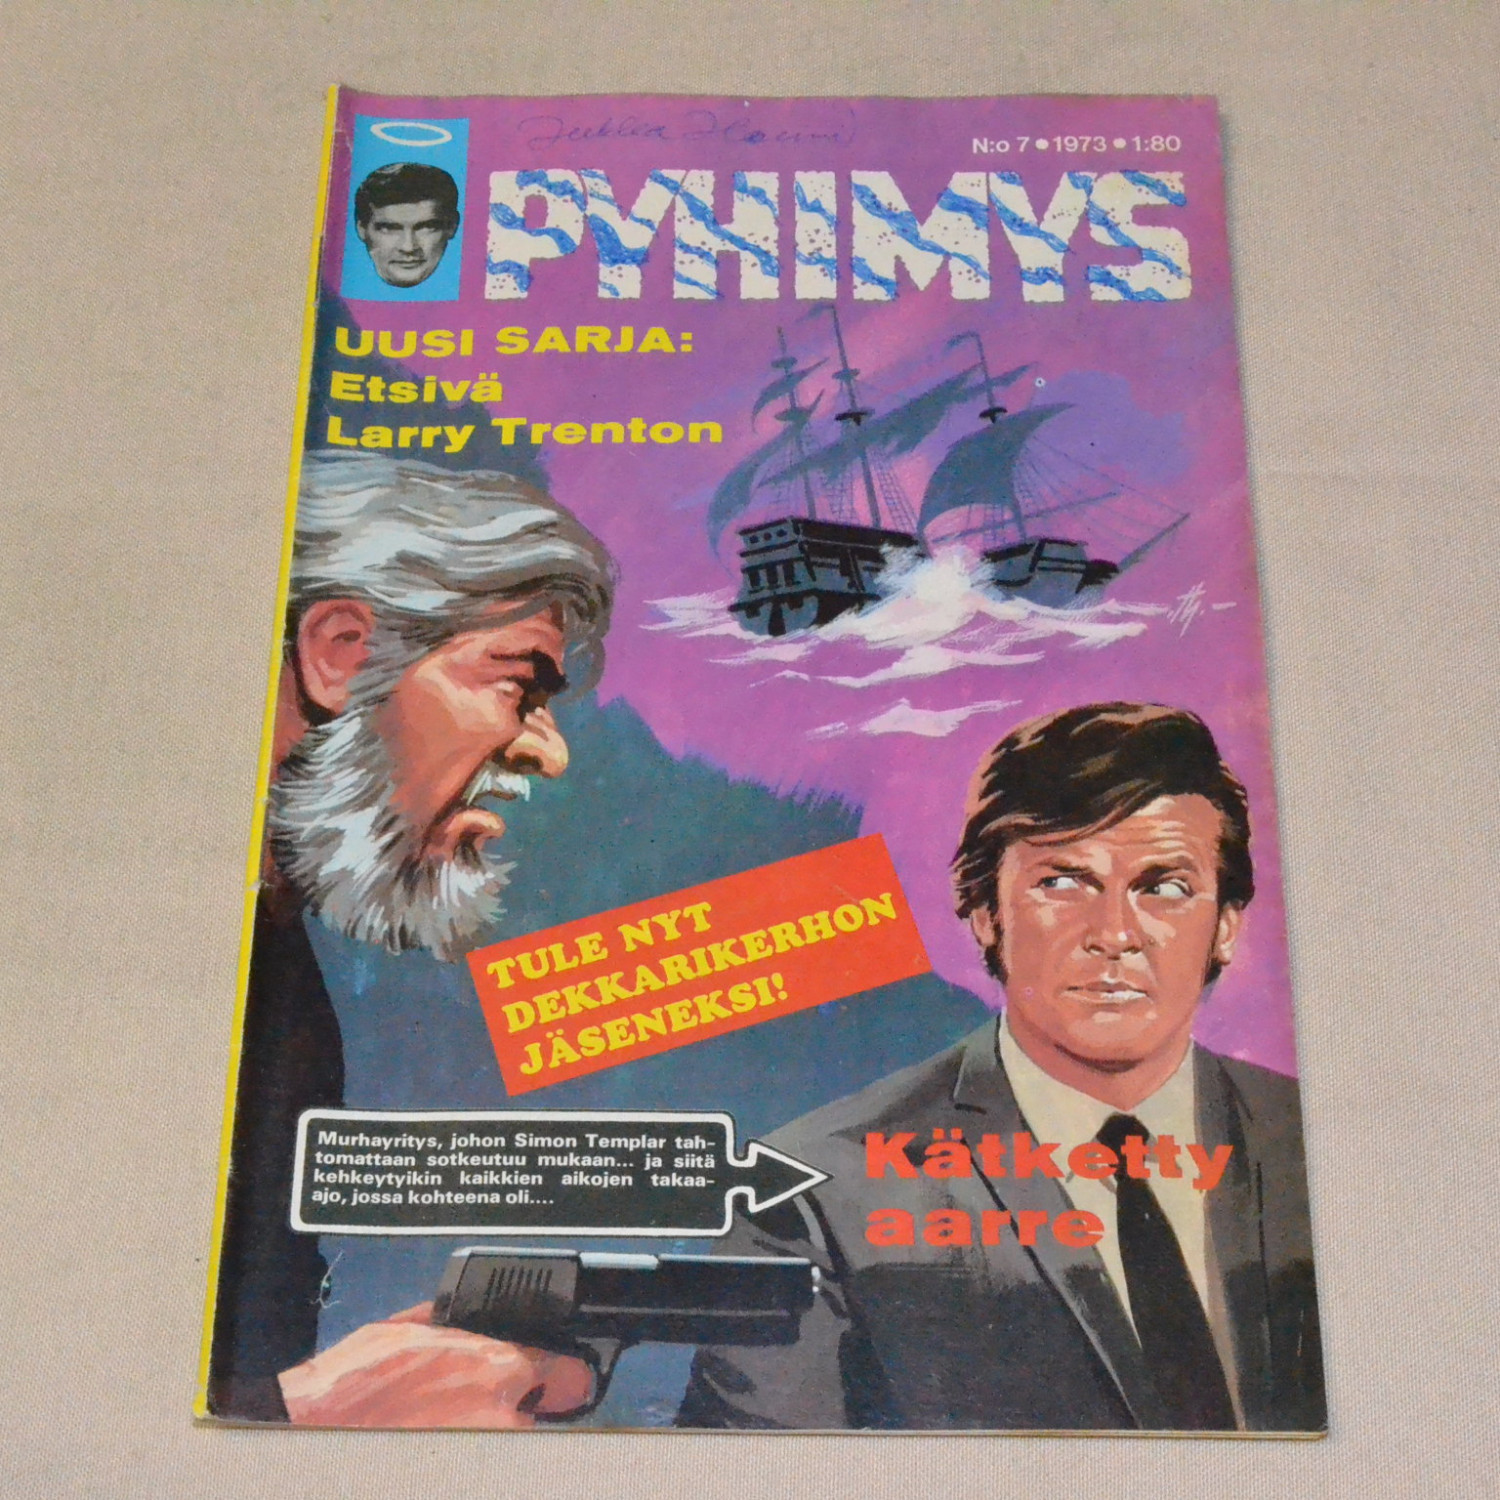 N:o 7 • 1973 • 1:80
PYHIMYS
UUSI SARJA:
Etsivä
Larry Trenton
TULE NYT
DEKKARIKERHON
JÄSENEKSI!
Murhayritys, johon Simon Templar tah-
tomattaan sotkeutuu mukaan... ja siitä
kehkeytyikin kaikkien aikojen takaa-
ajo, jossa kohteena oli....
Kätketty
aarre